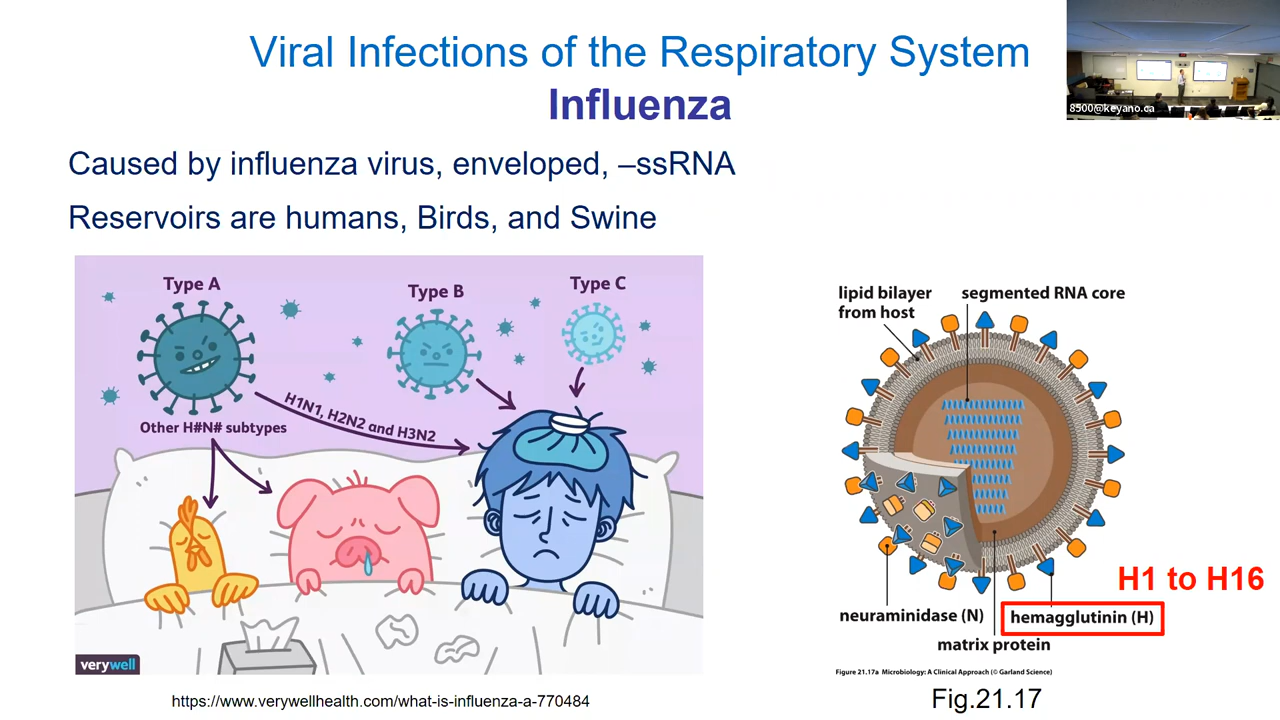 Viral Infections of the Respiratory System
Influenza
8500@keyano.ca
Caused by influenza virus, enveloped, –ssRNA
Reservoirs are humans, Birds, and Swine
Type A
Type B
Type C
H1N1, H2N2 and H3N2
Other H#N# subtypes
verywell
https://www.verywellhealth.com/what-is-influenza-a-770484
lipid bilayer
from host
segmented RNA core
H1 to H16
neuraminidase (N)
hemagglutinin (H)
matrix protein
Figure 21.17a Microbiology: A Clinical Approach (© Garland Science)
Fig.21.17